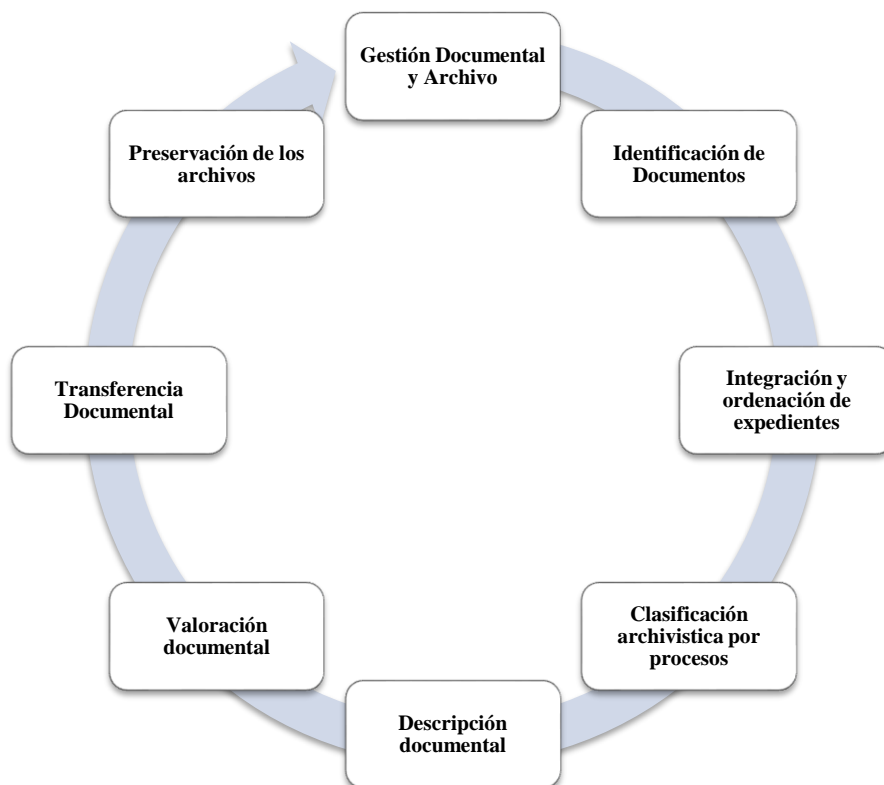 Gestión Documental
y Archivo
Identificación de
Documentos
Integración y
ordenación de
expedientes
Clasificación
archivistica por
procesos
Descripción
documental
Valoración
documental
Transferencia
Documental
Preservación de los
archivos